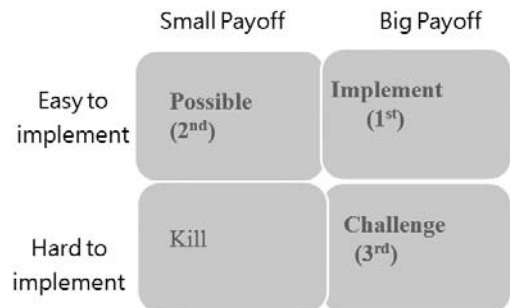 Small Payoff
Big Payoff
Easy to
implement
Possible
(2nd)
Implement
(1st)
Hard to
implement
Kill
Challenge
(3rd)